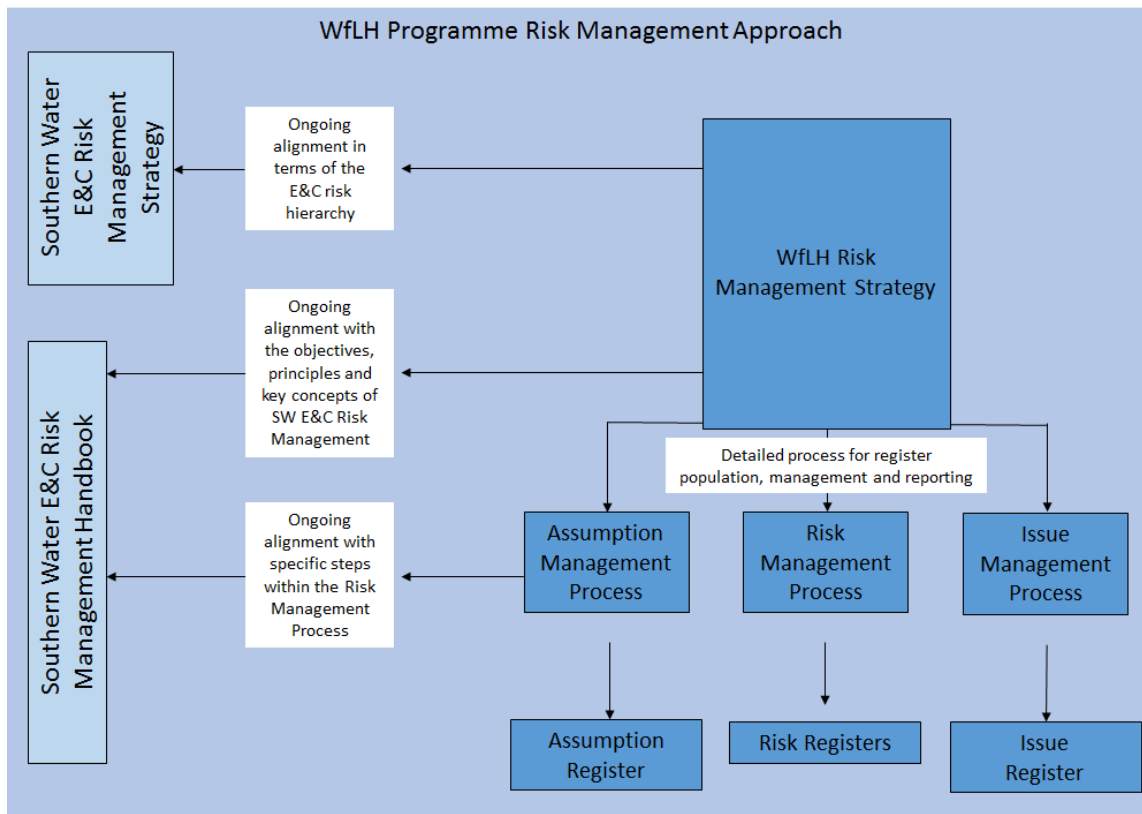 WfLH Programme Risk Management Approach
Southern Water
E&C Risk
Management
Strategy
Ongoing
alignment in
terms of the
E&C risk
hierarchy
WfLH Risk
Management Strategy
Southern Water E&C Risk
Management Handbook
Ongoing
alignment with
the objectives,
principles and
key concepts of
SW E&C Risk
Management
Detailed process for register
population, management and reporting
Ongoing
alignment with
specific steps
within the Risk
Management
Process
Assumption
Management
Process
Risk
Management
Process
Issue
Management
Process
Assumption
Register
Risk Registers
Issue
Register